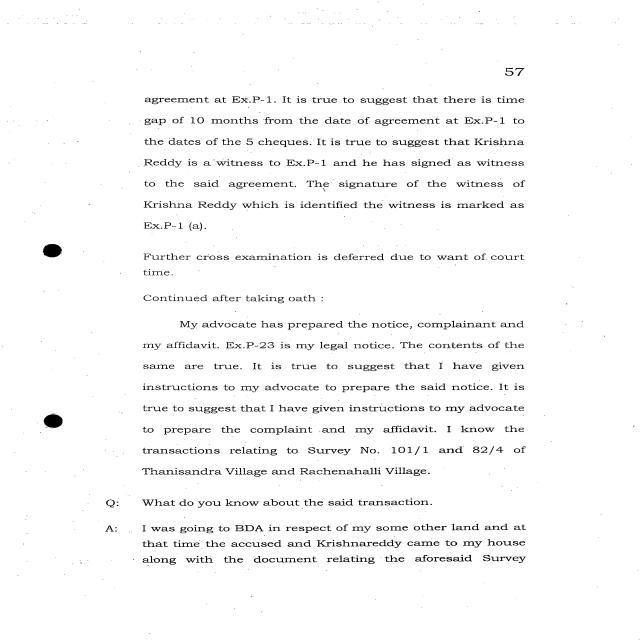 57
agreement at Ex.P-1. It is true to suggest that there is time
gap of 10 months from the date of agreement at Ex.P-1 to
the dates of the 5 cheques. It is true to suggest that Krishna
Reddy is a witness to Ex.P-1 and he has signed as witness
to the said agreement. The signature of the witness of
Krishna Reddy which is identified the witness is marked as
Ex.P-1 (a).
Further cross examination is deferred due to want of court
time.
Continued after taking oath :
My advocate has prepared the notice, complainant and
my affidavit. Ex.P-23 is my legal notice. The contents of the
same are true. It is true to suggest that I have given
instructions to my advocate to prepare the said notice. It is
true to suggest that I have given instructions to my advocate
to prepare the complaint and my affidavit. I know the
transactions relating to Survey No. 101/1 and 82/4 of
Thanisandra Village and Rachenahalli Village.
Q: What do you know about the said transaction.
A: I was going to BDA in respect of my some other land and at
that time the accused and Krishnareddy came to my house
along with the document relating the aforesaid Survey